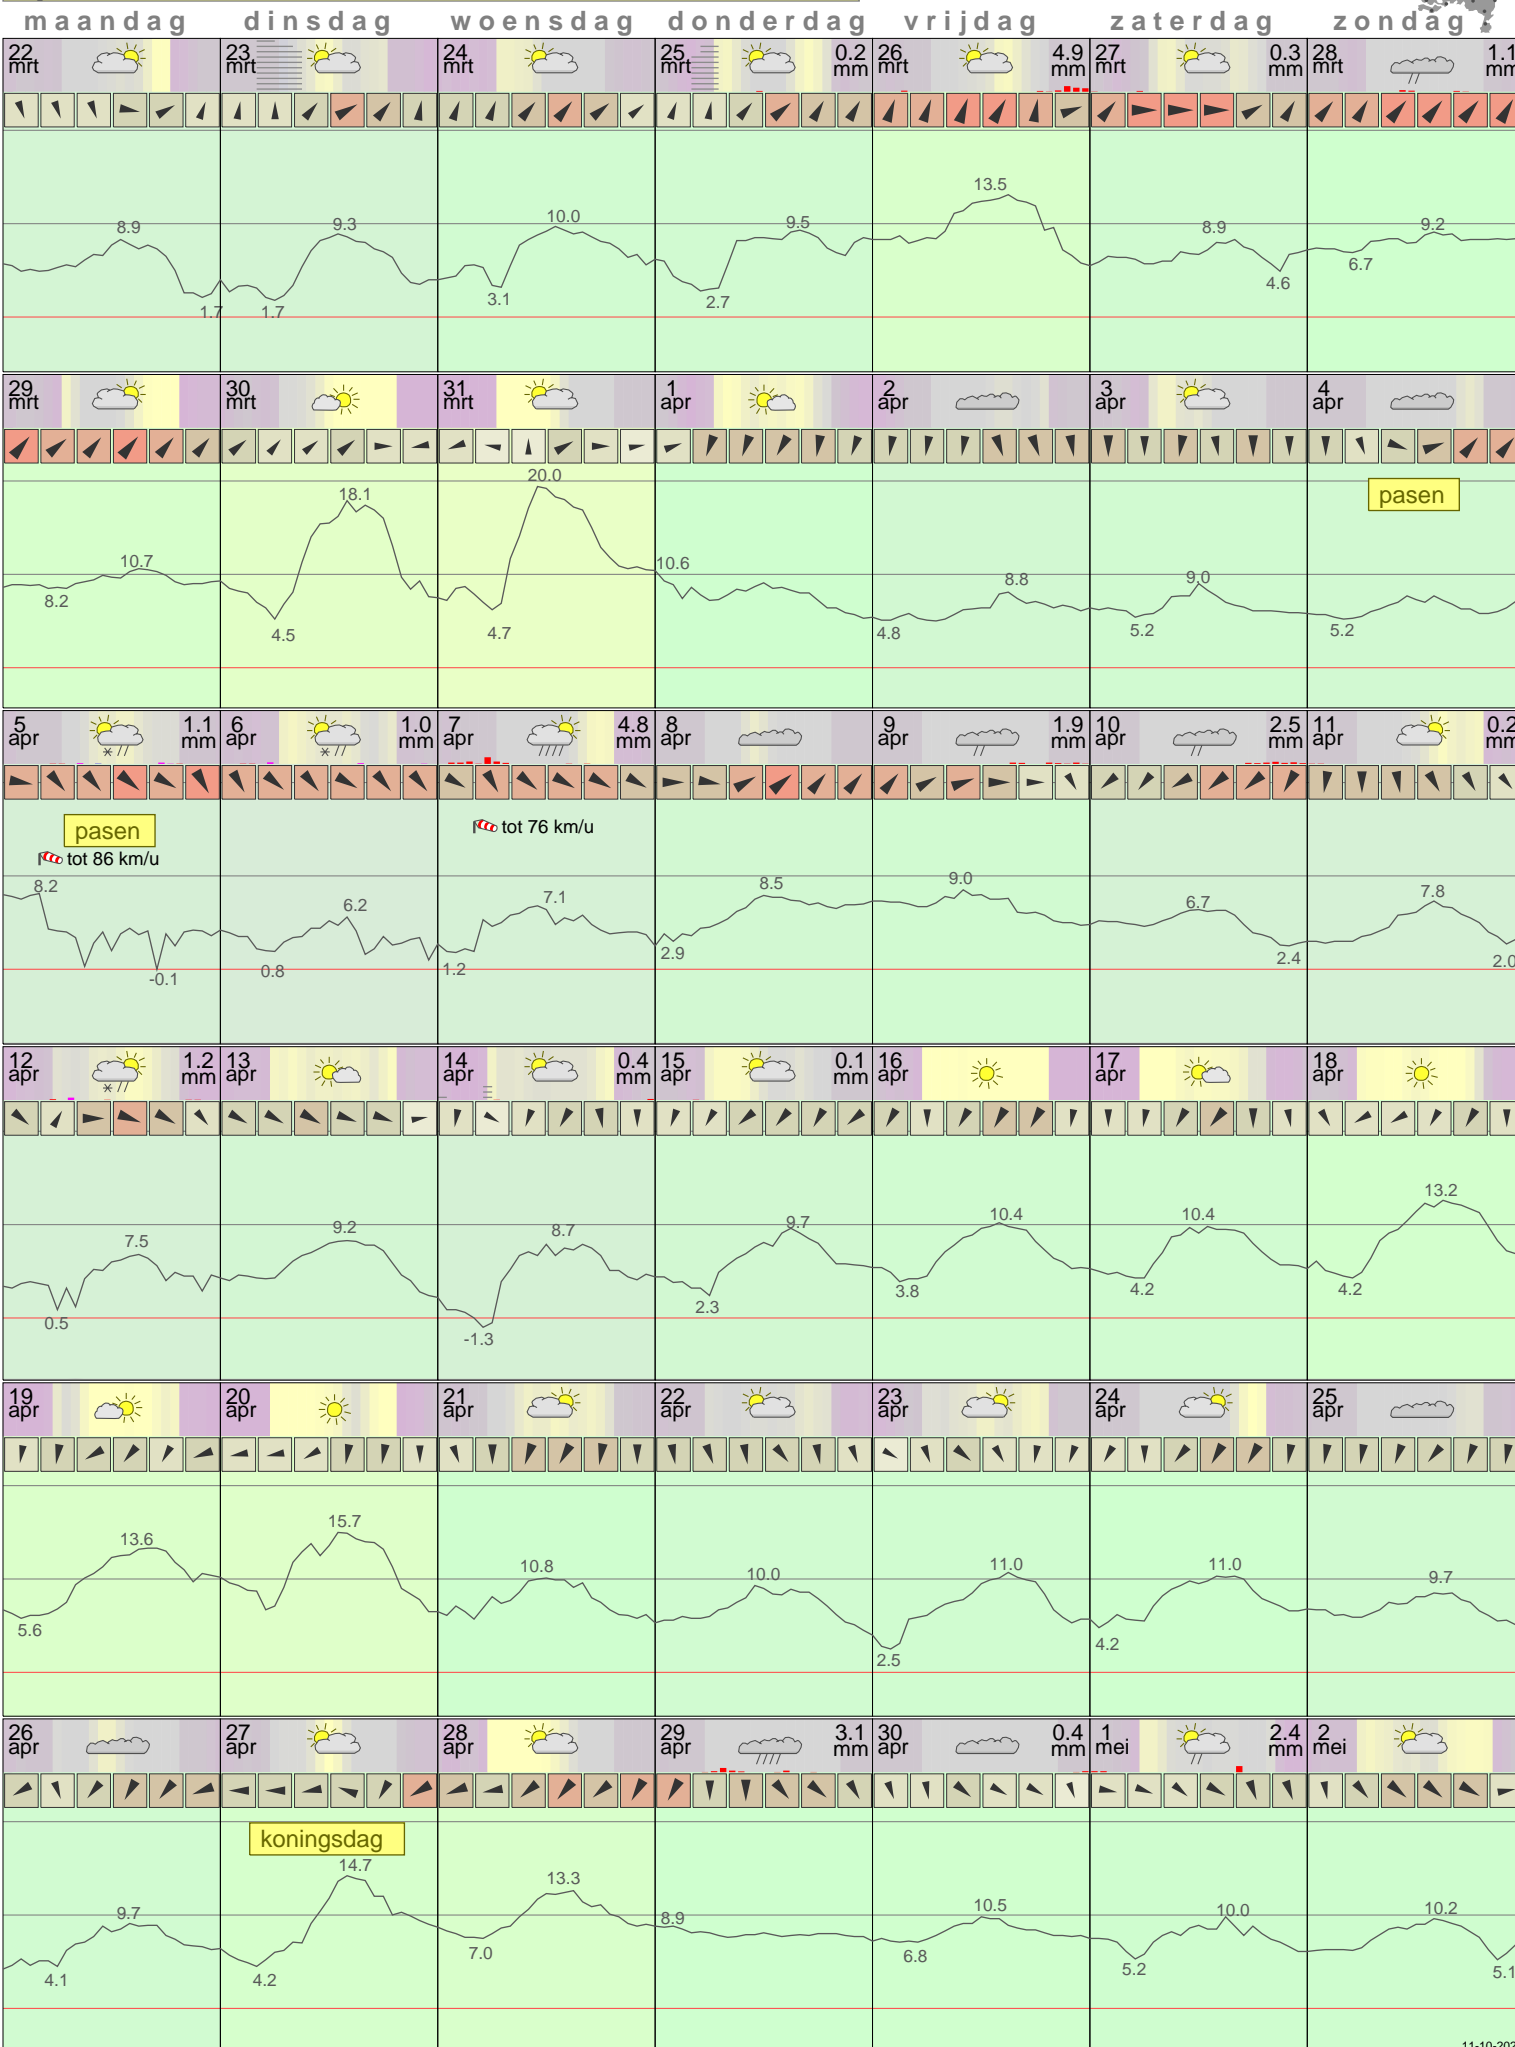 maandag dinsdag woensdag donderdag vrijdag zaterdag zondag
22 23 24 25 0.2 26 4.9 27 0.3 28 1.1
mrt mrt mrt mrt mm mrt mm mrt mm mrt mm
13.5
8.9 9.3 10.0 9.5 8.9 9.2
1.7 1.7 3.1 2.7 4.6 6.7
29 30 31 1 2 3 4
mrt mrt mrt apr apr apr apr
20.0
18.1 pasen
10.7 10.6 8.8 9.0
8.2 4.5 4.7 4.8 5.2 5.2
5 1.1 6 1.0 7 4.8 8 9 1.9 10 2.5 11 0.2
apr mm apr mm apr mm apr apr mm apr mm apr mm
pasen tot 76 km/u
tot 86 km/u
8.2 6.2 7.1 8.5 9.0 6.7 7.8
-0.1 0.8 1.2 2.9 2.4 2.0
12 1.2 13 14 0.4 15 0.1 16 17 18
apr mm apr apr mm apr mm apr apr apr
7.5 9.2 8.7 9.7 10.4 10.4 13.2
0.5 -1.3 2.3 3.8 4.2 4.2
19 20 21 22 23 24 25
apr apr apr apr apr apr apr
13.6 15.7 10.8 10.0 11.0 11.0 9.7
5.6 2.5 4.2
26 27 28 29 3.1 30 0.4 1 2.4 2
apr apr apr apr mm apr mm mei mm mei
koningsdag
9.7 14.7 13.3 8.9 10.5 10.0 10.2
4.1 4.2 7.0 6.8 5.2 5.1